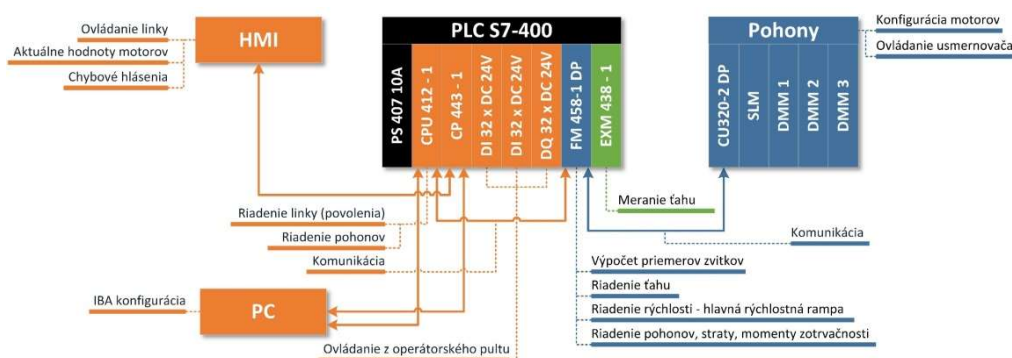 Ovládanie linky
Aktuálne hodnoty motorov
Chybové hlásenia
HMI
PLC S7-400
PS 407 10A
CPU 412 - 1
CP 443 - 1
DI 32 x DC 24V
DI 32 x DC 24V
DQ 32 x DC 24V
FM 458-1 DP
EXM 438 - 1
Pohony
CU320-2 DP
SLM
DMM 1
DMM 2
DMM 3
Konfigurácia motorov
Ovládanie usmernovača
Meranie ťahu
Riadenie linky (povolenia)
Riadenie pohonov
Komunikácia
Komunikácia
Výpočet priemerov zvitkov
Riadenie ťahu
Riadenie rýchlosti - hlavná rýchlostná rampa
Riadenie pohonov, straty, momenty zotrvačnosti
IBA konfigurácia
PC
Ovládanie z operátorského pultu